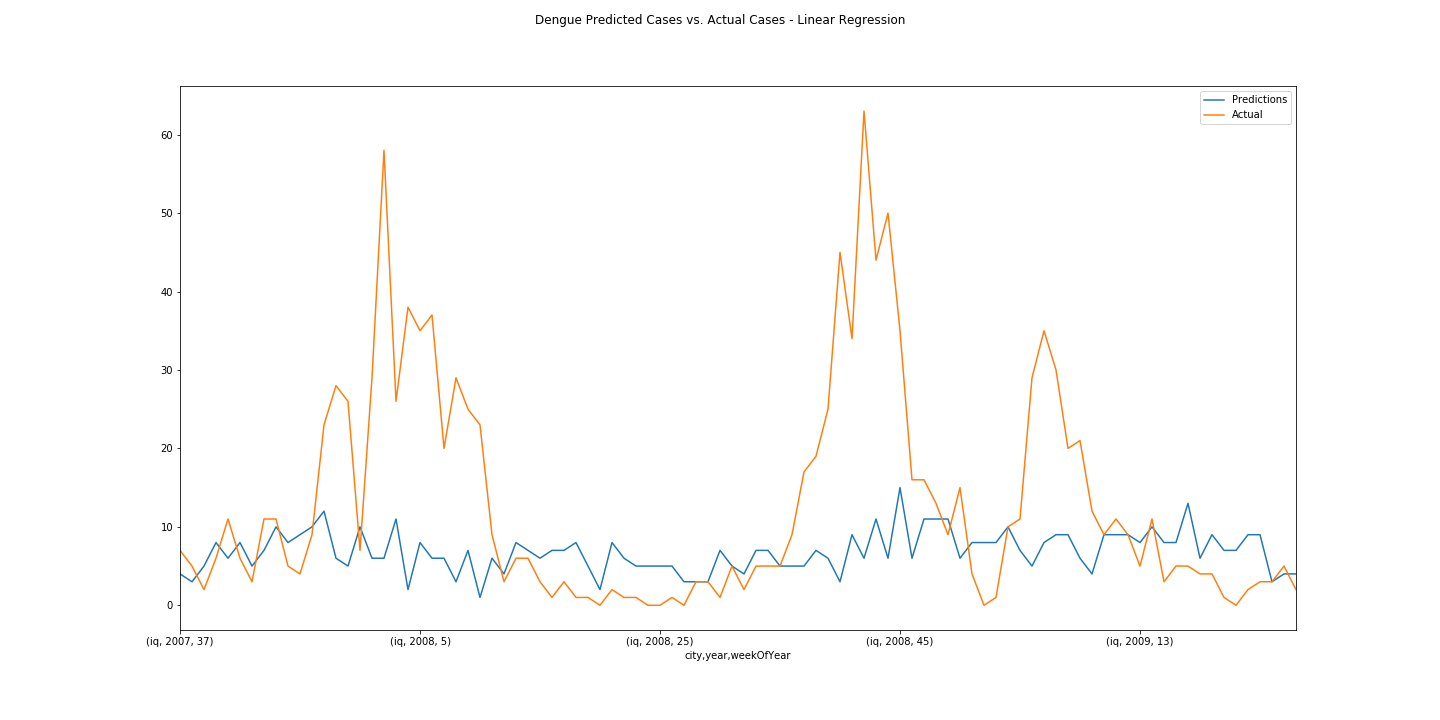 Dengue Predicted Cases vs. Actual Cases - Linear Regression
Predictions
Actual
60
50
40
30
20
10
0
(iq, 2007, 37) (iq, 2008, 5) (iq, 2008, 25) (iq, 2008, 45) (iq, 2009, 13)
city,year,weekOfYear